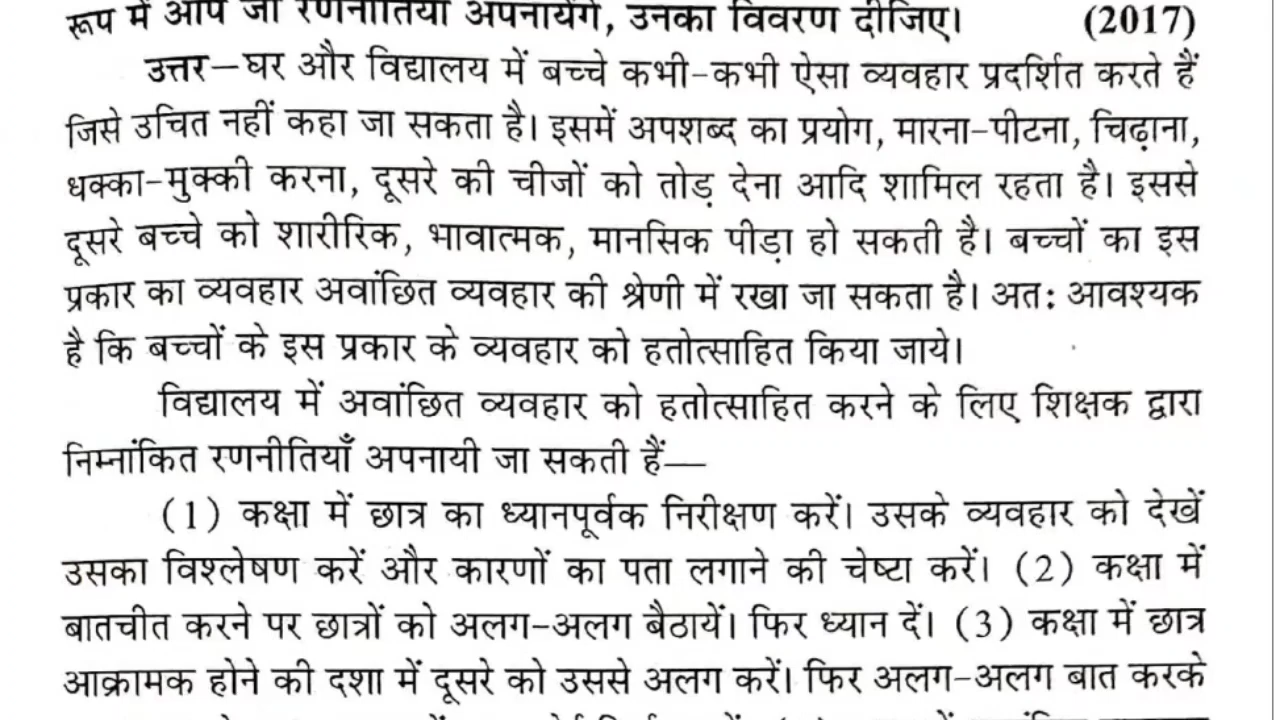 रूप में आप जो रणनीतियाँ अपनायेंगे, उनका विवरण दीजिए। (2017)
उत्तर–घर और विद्यालय में बच्चे कभी-कभी ऐसा व्यवहार प्रदर्शित करते हैं
जिसे उचित नहीं कहा जा सकता है। इसमें अपशब्द का प्रयोग, मारना-पीटना, चिढ़ाना,
धक्का-मुक्की करना, दूसरे की चीजों को तोड़ देना आदि शामिल रहता है। इससे
दूसरे बच्चे को शारीरिक, भावात्मक, मानसिक पीड़ा हो सकती है। बच्चों का इस
प्रकार का व्यवहार अवांछित व्यवहार की श्रेणी में रखा जा सकता है। अतः आवश्यक
है कि बच्चों के इस प्रकार के व्यवहार को हतोत्साहित किया जाये।
विद्यालय में अवांछित व्यवहार को हतोत्साहित करने के लिए शिक्षक द्वारा
निम्नांकित रणनीतियाँ अपनायी जा सकती हैं—
(1) कक्षा में छात्र का ध्यानपूर्वक निरीक्षण करें। उसके व्यवहार को देखें
उसका विश्लेषण करें और कारणों का पता लगाने की चेष्टा करें। (2) कक्षा में
बातचीत करने पर छात्रों को अलग-अलग बैठायें। फिर ध्यान दें। (3) कक्षा में छात्र
आक्रामक होने की दशा में दूसरे को उससे अलग करें। फिर अलग-अलग बात करके